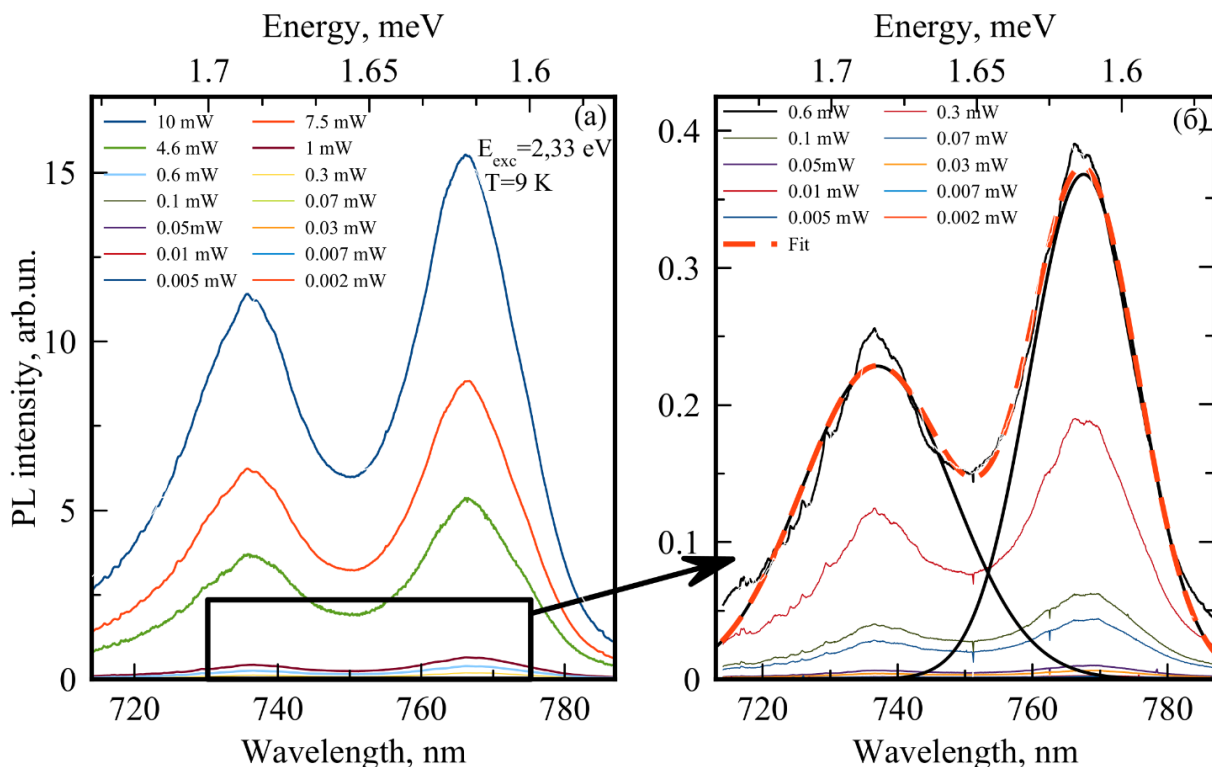 Energy, meV
1.7 1.65 1.6
(a)
10 mW 7.5 mW
4.6 mW 1 mW
0.6 mW 0.3 mW
0.1 mW 0.07 mW
0.05mW 0.03 mW
0.01 mW 0.007 mW
0.005 mW 0.002 mW
E_exc=2,33 eV
T=9 K
PL intensity, arb.un.
15
10
5
0
720 740 760 780
Wavelength, nm
Energy, meV
1.7 1.65 1.6
(б)
0.6 mW 0.3 mW
0.1 mW 0.07 mW
0.05mW 0.03 mW
0.01 mW 0.007 mW
0.005 mW 0.002 mW
Fit
0.4
0.3
0.2
0.1
0
720 740 760 780
Wavelength, nm